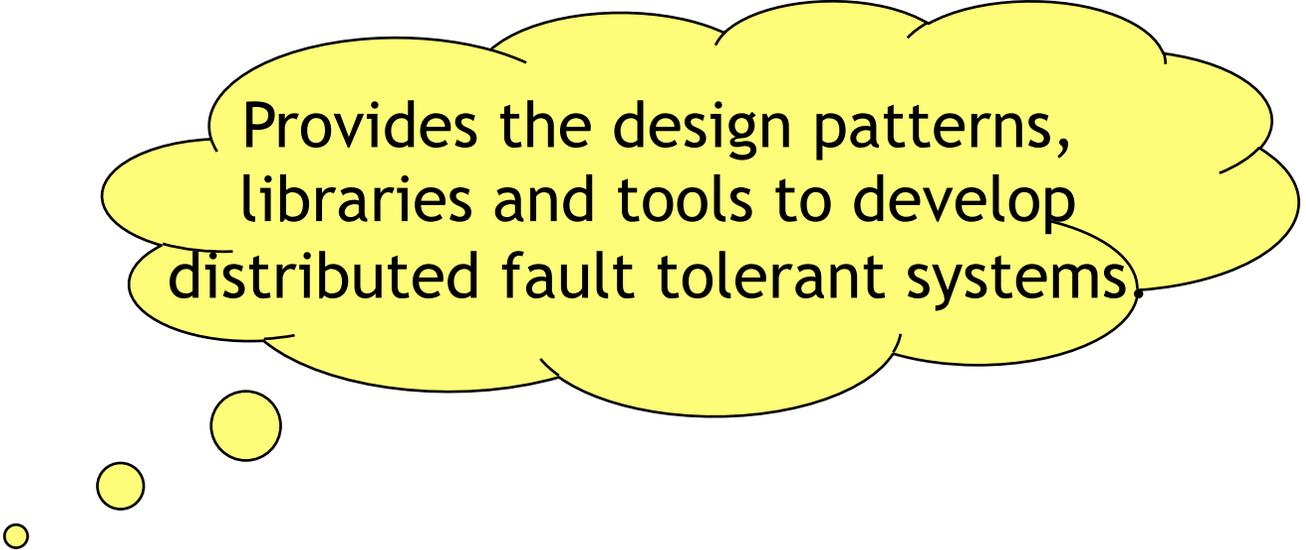 Provides the design patterns,
libraries and tools to develop
distributed fault tolerant systems.